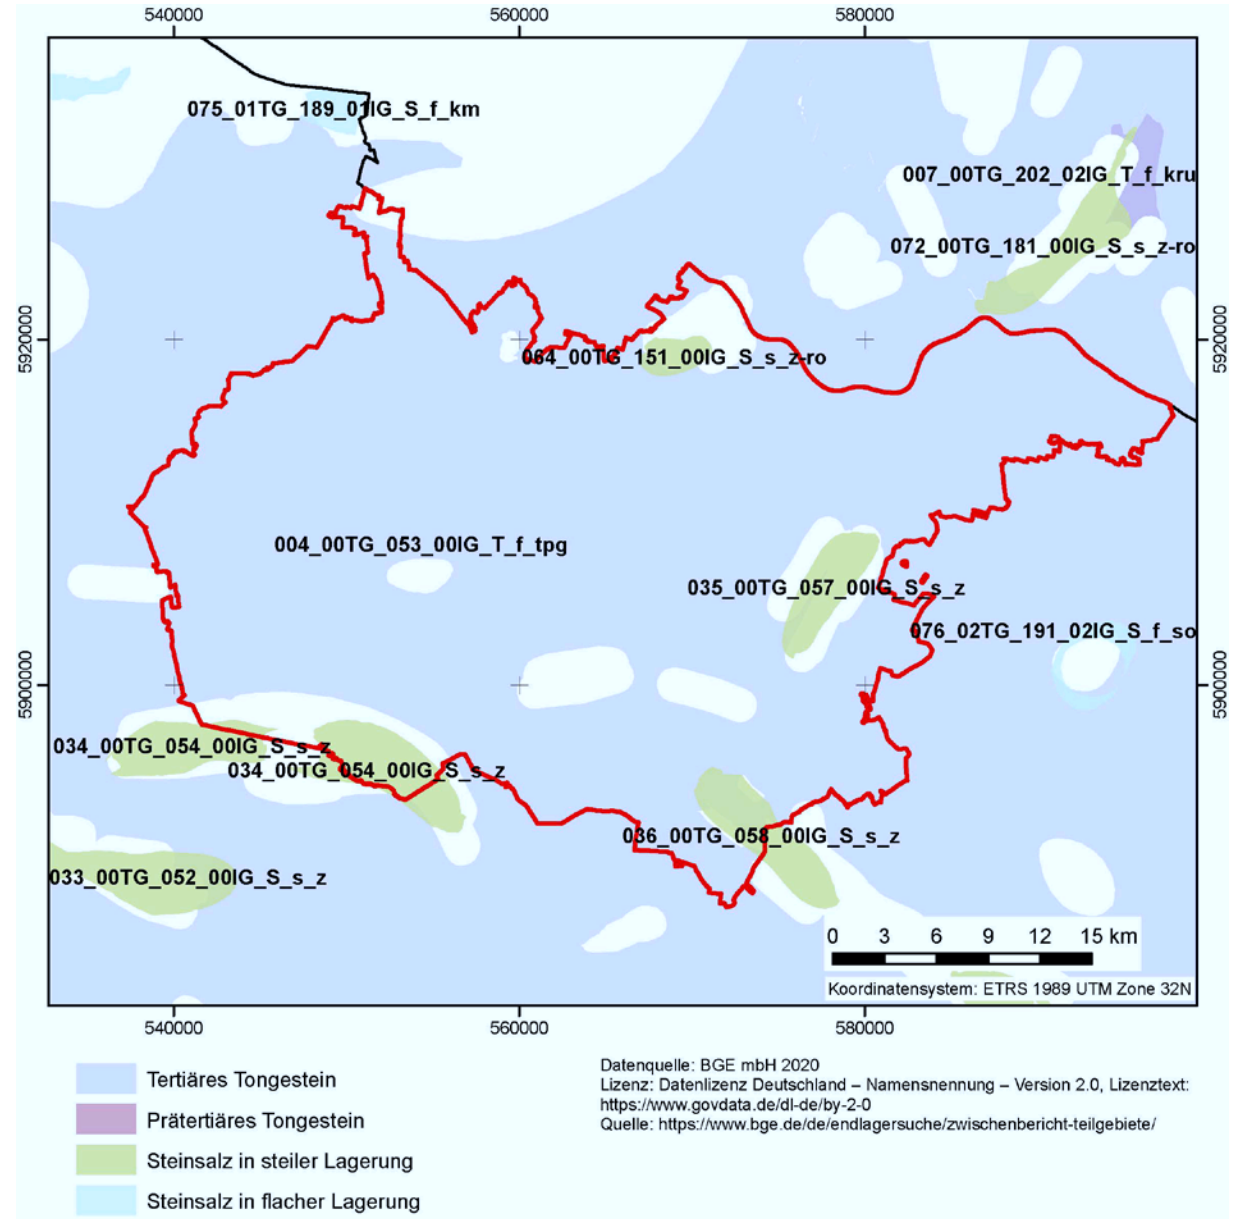 540000 560000 580000
075_01TG_189_01IG_S_f_km
007_00TG_202_02IG_T_f_kru
072_00TG_181_00IG_S_s_z-ro
5920000 5920000
064_00TG_151_00IG_S_s_z-ro
004_00TG_053_00IG_T_f_tpg
035_00TG_057_00IG_S_s_z
076_02TG_191_02IG_S_f_so
5900000 5900000
034_00TG_054_00IG_S_s_z
034_00TG_054_00IG_S_s_z
036_00TG_058_00IG_S_s_z
033_00TG_052_00IG_S_s_z
0 3 6 9 12 15 km
Koordinatensystem: ETRS 1989 UTM Zone 32N
540000 560000 580000
Tertiäres Tongestein
Prätertiäres Tongestein
Steinsalz in steiler Lagerung
Steinsalz in flacher Lagerung
Datenquelle: BGE mbH 2020
Lizenz: Datenlizenz Deutschland – Namensnennung – Version 2.0, Lizenztext:
https://www.govdata.de/dl-de/by-2-0
Quelle: https://www.bge.de/de/endlagersuche/zwischenbericht-teilgebiete/